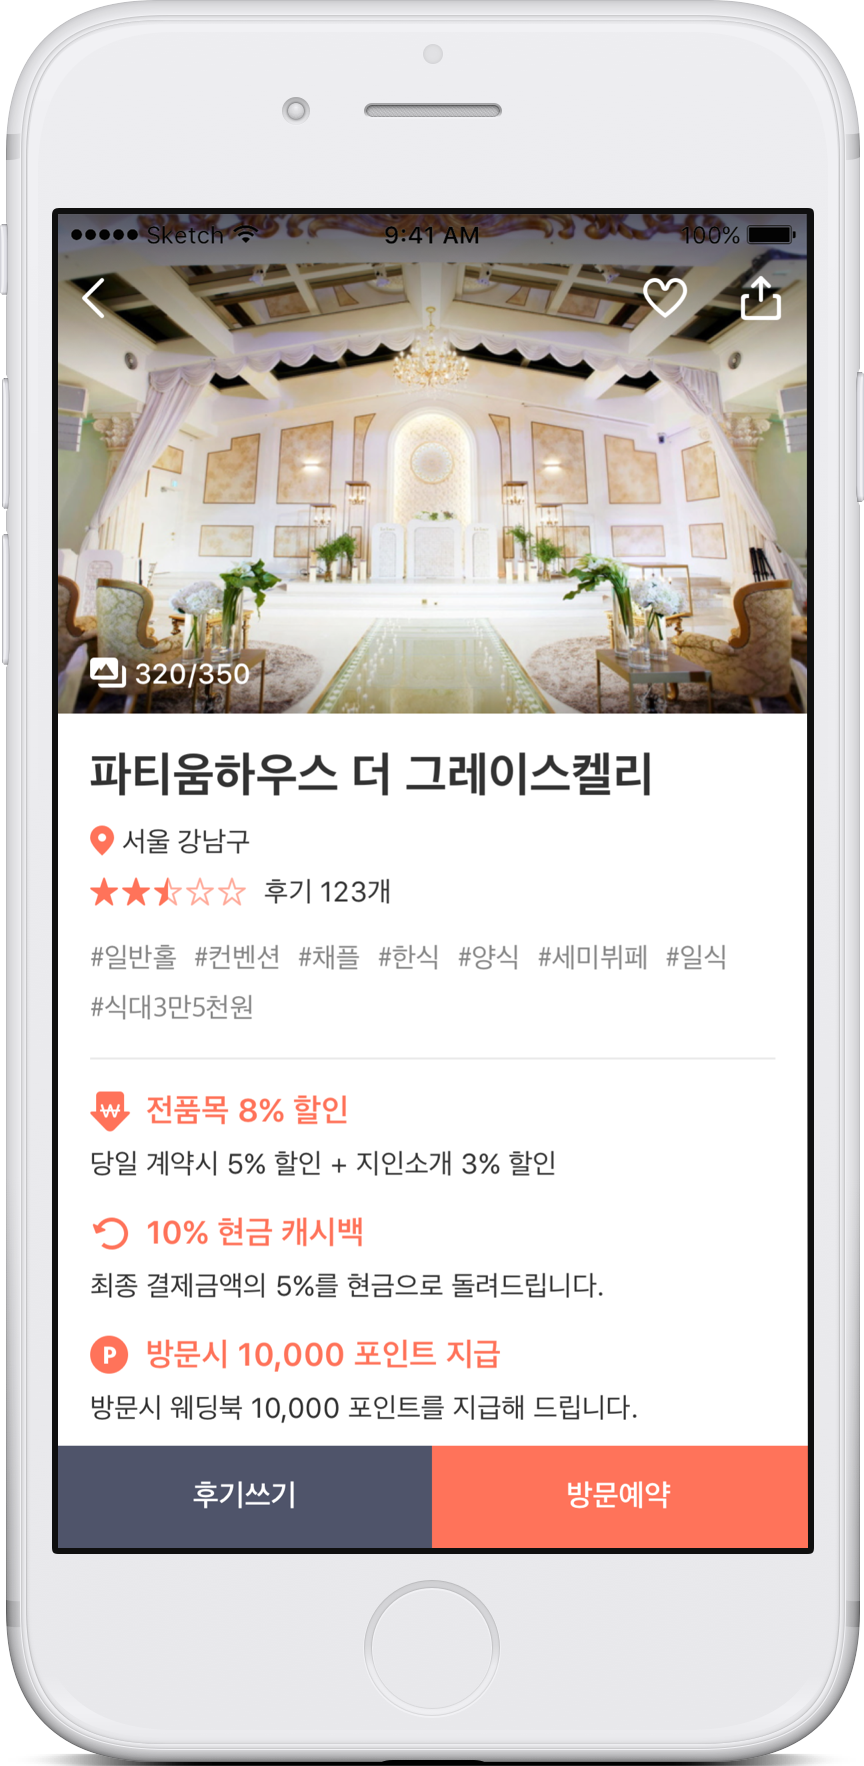 Sketch 9:41 AM 100%
320/350
파티움하우스 더 그레이스켈리
서울 강남구
후기 123개
#일반홀 #컨벤션 #채플 #한식 #양식 #세미뷔페 #일식
#식대3만5천원
₩ 전품목 8% 할인
당일 계약시 5% 할인 + 지인소개 3% 할인
10% 현금 캐시백
최종 결제금액의 5%를 현금으로 돌려드립니다.
P 방문시 10,000 포인트 지급
방문시 웨딩북 10,000 포인트를 지급해 드립니다.
후기쓰기 방문예약